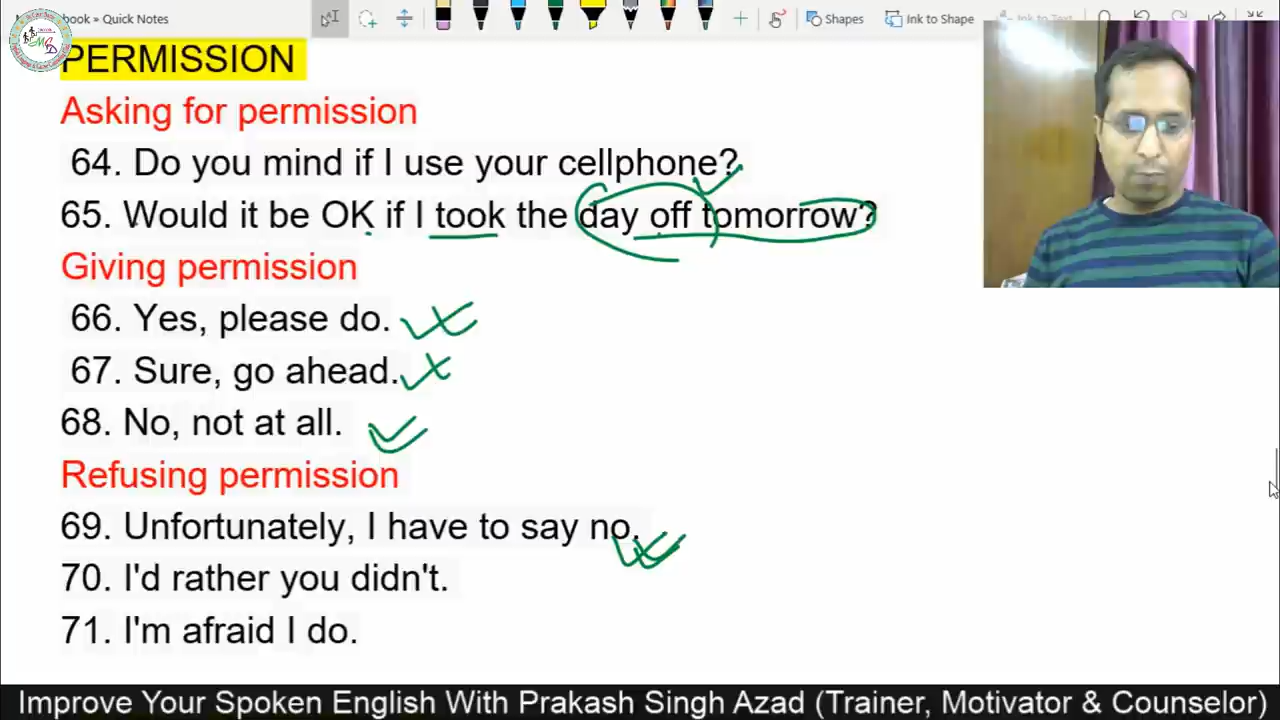 book » Quick Notes
Shapes
Ink to Shape
Ink to Text
PERMISSION
Asking for permission
64. Do you mind if I use your cellphone?
65. Would it be OK if I took the day off tomorrow?
Giving permission
66. Yes, please do.
67. Sure, go ahead.
68. No, not at all.
Refusing permission
69. Unfortunately, I have to say no.
70. I'd rather you didn't.
71. I'm afraid I do.
Improve Your Spoken English With Prakash Singh Azad (Trainer, Motivator & Counselor)